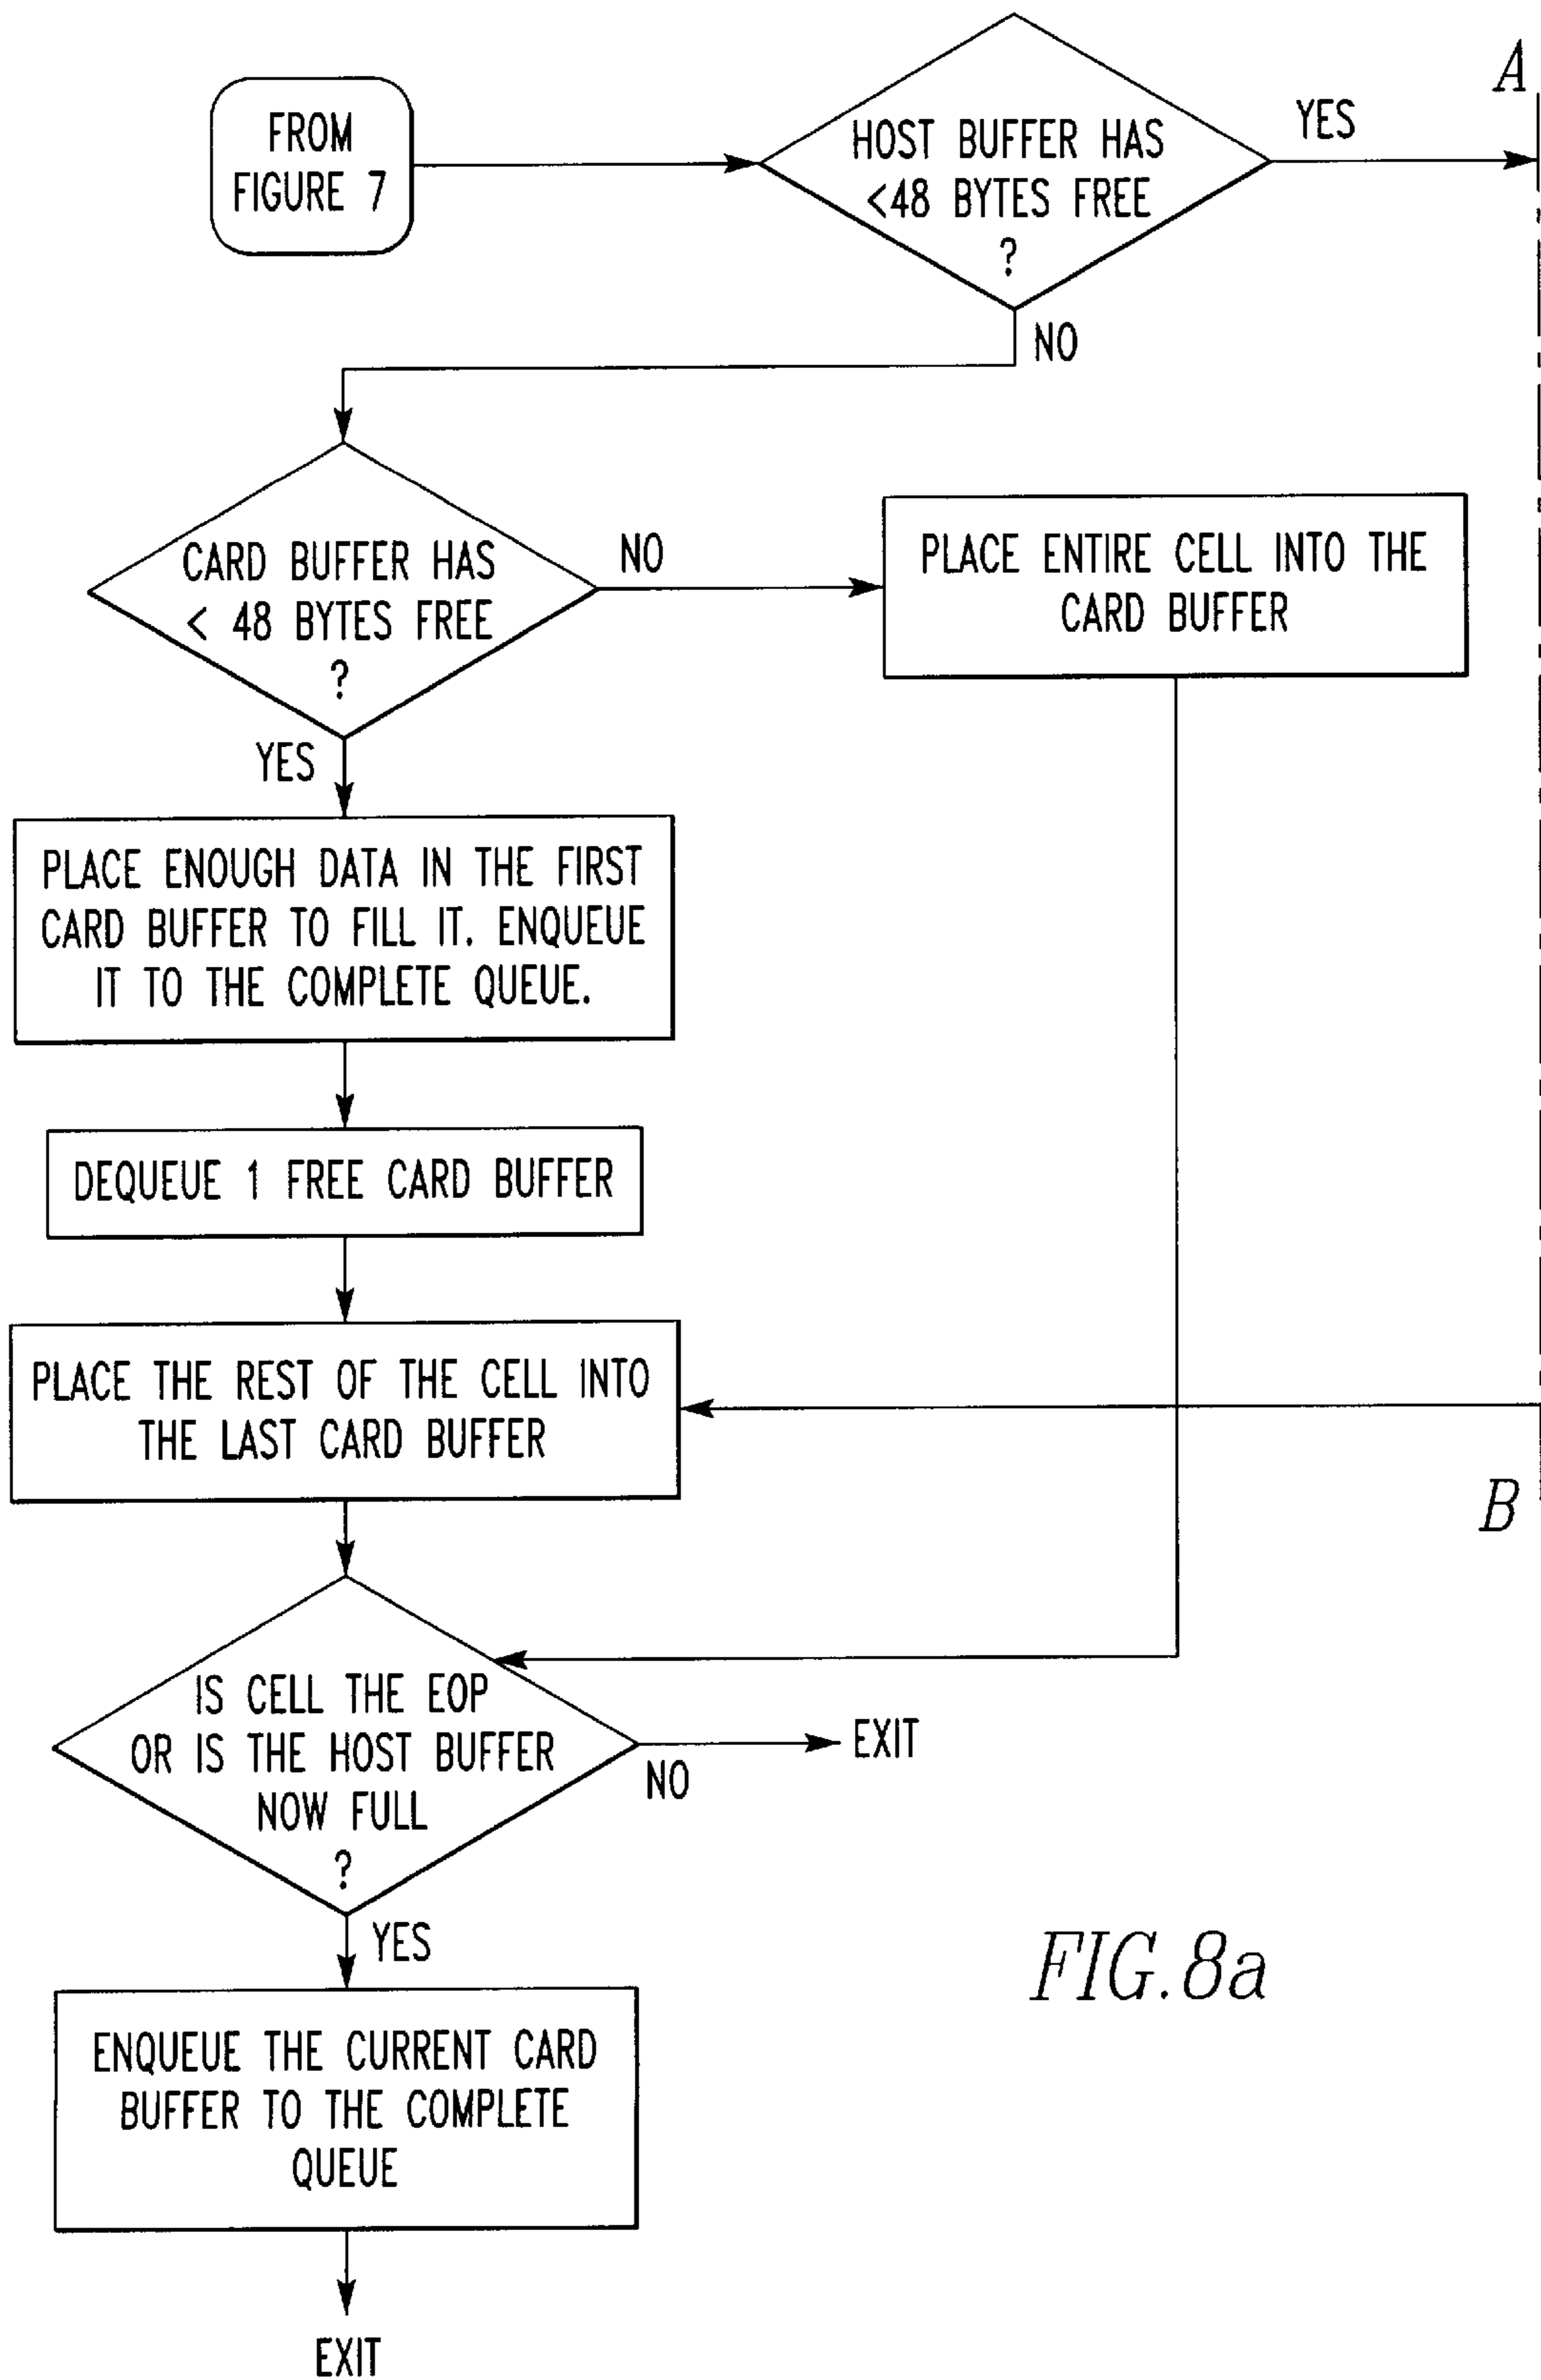 A
FROM
FIGURE 7
HOST BUFFER HAS
<48 BYTES FREE
?
YES
NO
CARD BUFFER HAS
< 48 BYTES FREE
?
NO
PLACE ENTIRE CELL INTO THE
CARD BUFFER
YES
PLACE ENOUGH DATA IN THE FIRST
CARD BUFFER TO FILL IT. ENQUEUE
IT TO THE COMPLETE QUEUE.
DEQUEUE 1 FREE CARD BUFFER
PLACE THE REST OF THE CELL INTO
THE LAST CARD BUFFER
B
IS CELL THE EOP
OR IS THE HOST BUFFER
NOW FULL
?
NO
EXIT
YES
ENQUEUE THE CURRENT CARD
BUFFER TO THE COMPLETE
QUEUE
EXIT
FIG.8a